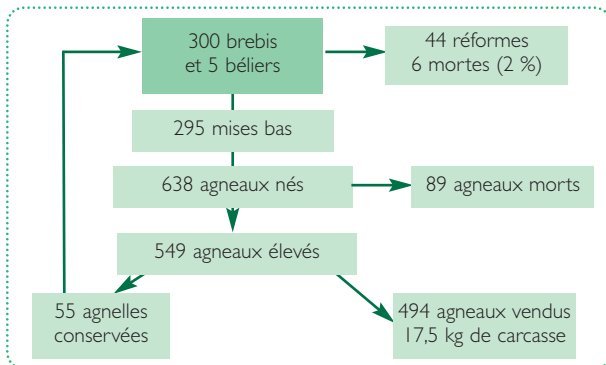 300 brebis
et 5 béliers
44 réformes
6 mortes (2 %)
295 mises bas
638 agneaux nés
89 agneaux morts
549 agneaux élevés
55 agnelles
conservées
494 agneaux vendus
17,5 kg de carcasse